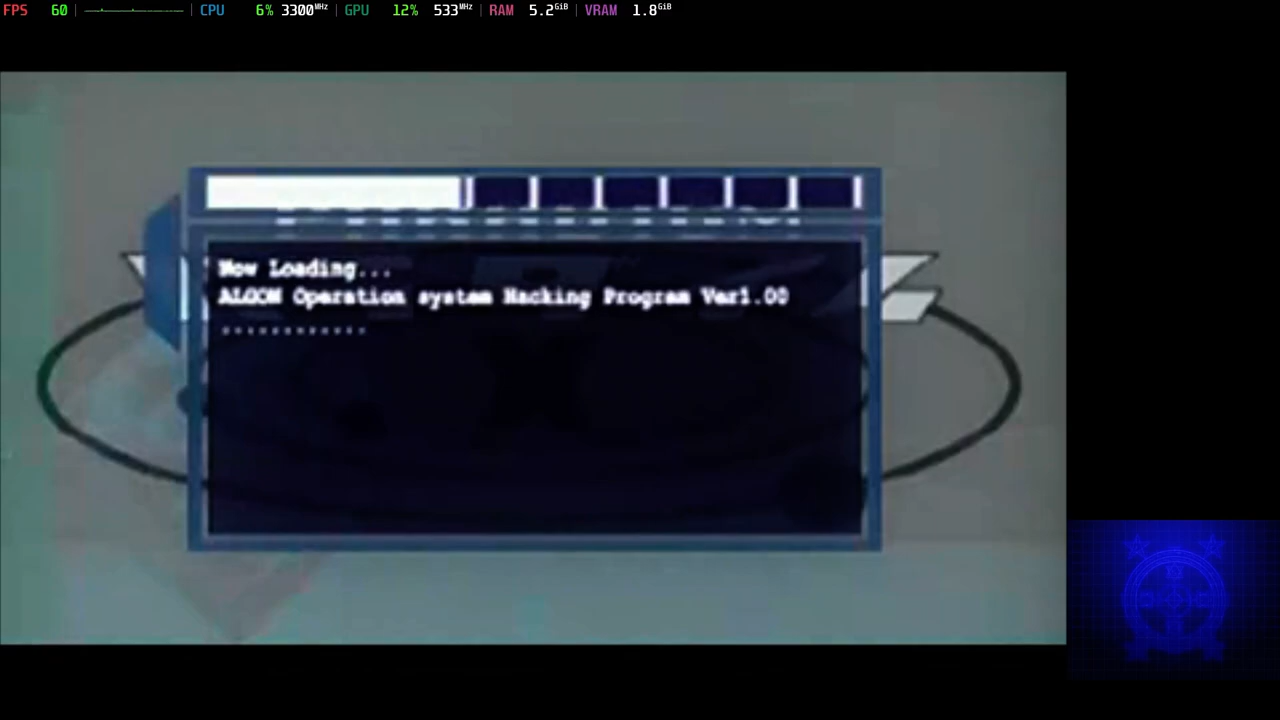 FPS 60 CPU 6% 3300MHz GPU 12% 533MHz RAM 5.2GiB VRAM 1.8GiB
Now Loading...
ALGON Operation system Hacking Program Ver1.00
.............